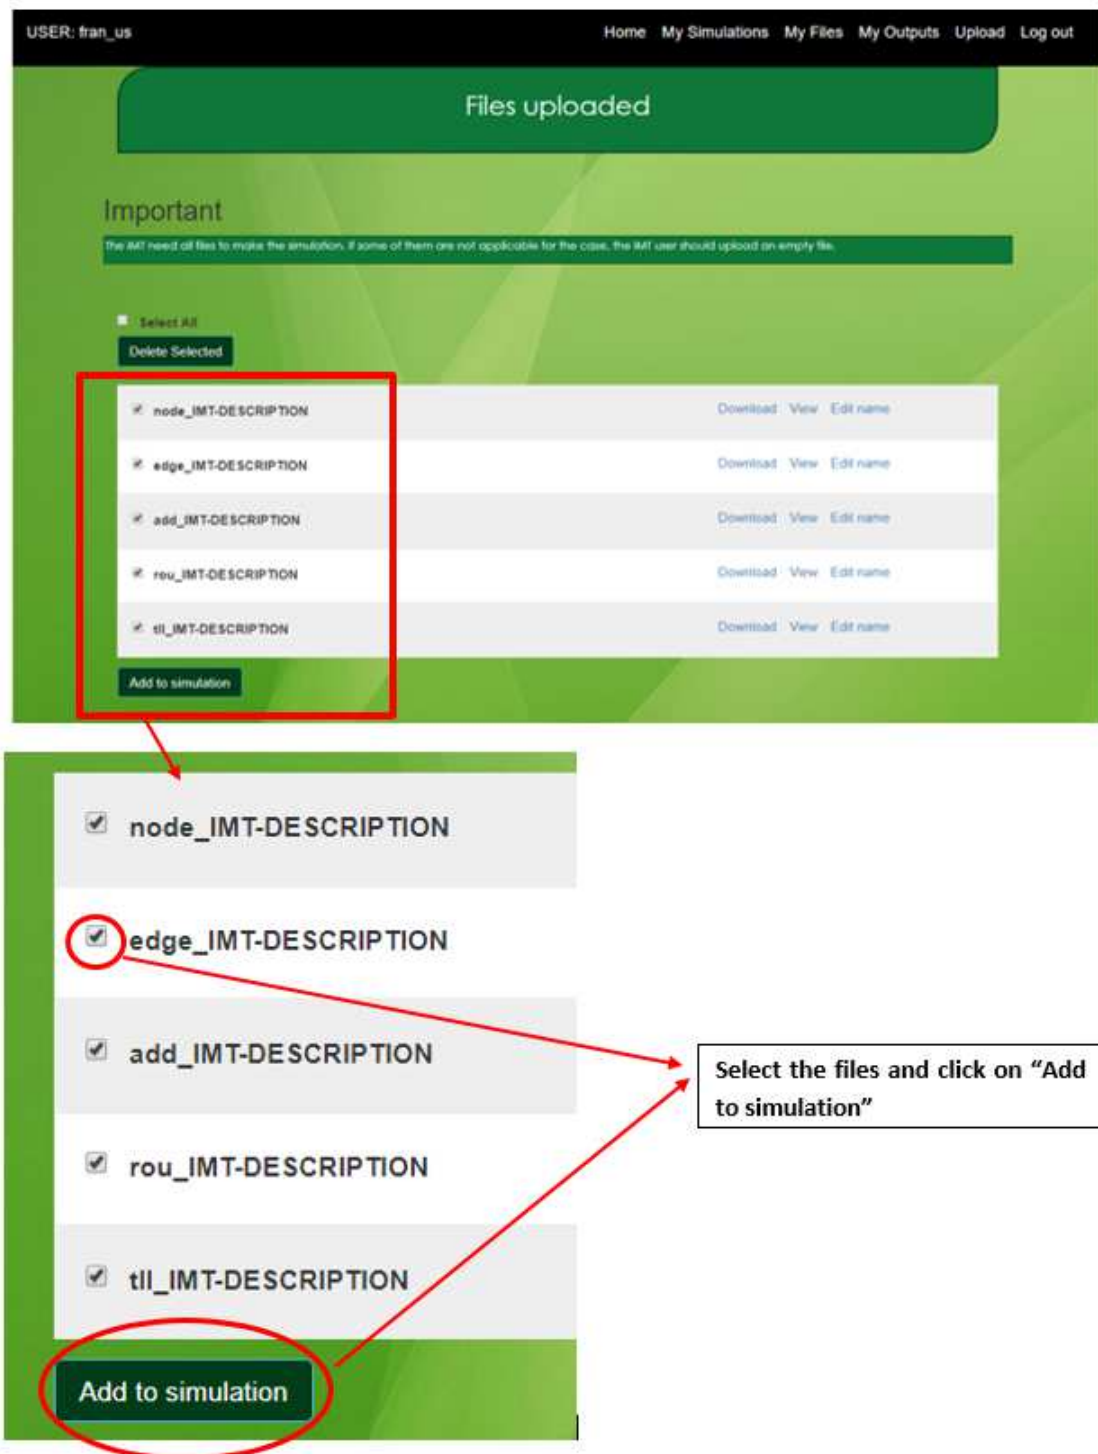 USER: fran_us Home My Simulations My Files My Outputs Upload Log out
Files uploaded
Important
The IMT need all files to make the simulation. If some of them are not applicable for the case, the IMT user should upload an empty file.
Select All
Delete Selected
node_IMT-DESCRIPTION Download View Edit name
edge_IMT-DESCRIPTION Download View Edit name
add_IMT-DESCRIPTION Download View Edit name
rou_IMT-DESCRIPTION Download View Edit name
tll_IMT-DESCRIPTION Download View Edit name
Add to simulation
node_IMT-DESCRIPTION
edge_IMT-DESCRIPTION
add_IMT-DESCRIPTION
Select the files and click on “Add
to simulation”
rou_IMT-DESCRIPTION
tll_IMT-DESCRIPTION
Add to simulation